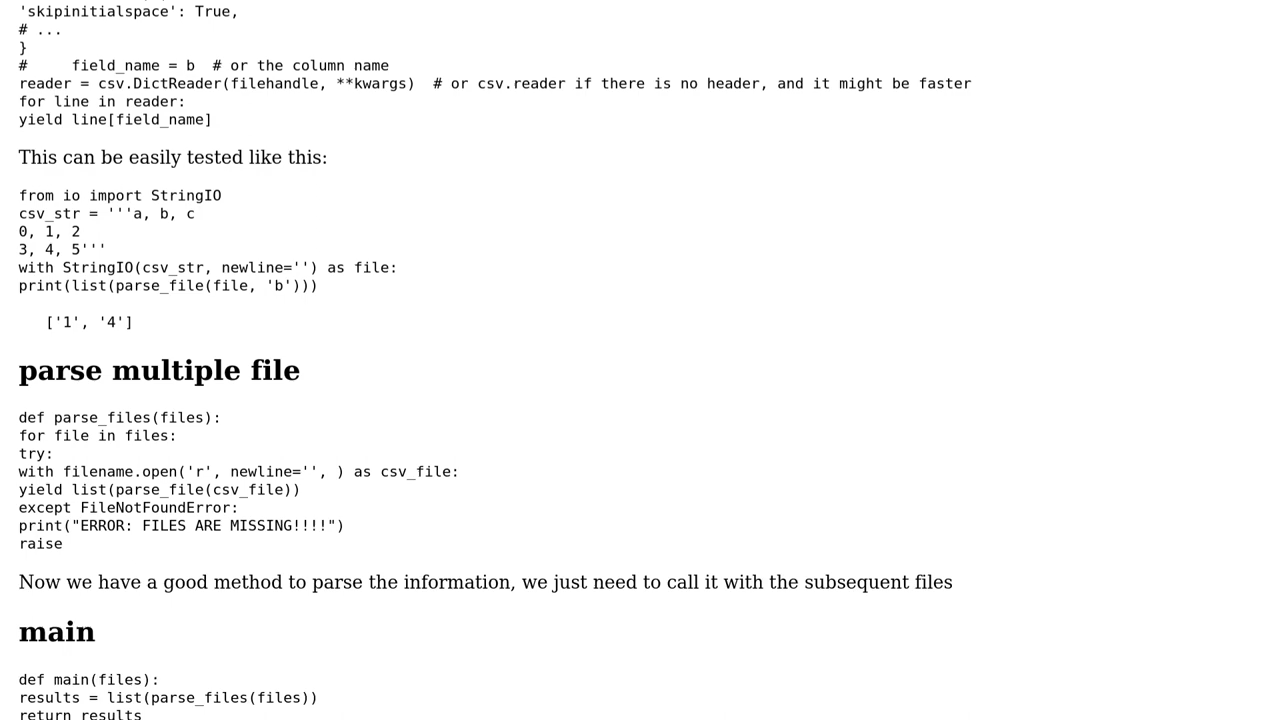 'skipinitialspace': True,
# ...
}
#     field_name = b  # or the column name
reader = csv.DictReader(filehandle, **kwargs)  # or csv.reader if there is no header, and it might be faster
for line in reader:
yield line[field_name]
This can be easily tested like this:
from io import StringIO
csv_str = '''a, b, c
0, 1, 2
3, 4, 5'''
with StringIO(csv_str, newline='') as file:
print(list(parse_file(file, 'b')))
['1', '4']
parse multiple file
def parse_files(files):
for file in files:
try:
with filename.open('r', newline='', ) as csv_file:
yield list(parse_file(csv_file))
except FileNotFoundError:
print("ERROR: FILES ARE MISSING!!!!")
raise
Now we have a good method to parse the information, we just need to call it with the subsequent files
main
def main(files):
results = list(parse_files(files))
return results